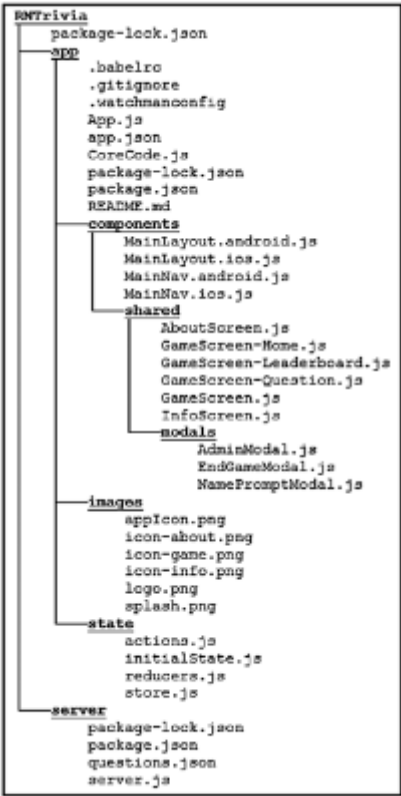 RNTrivia
package-lock.json
app
.babelrc
.gitignore
.watchmanconfig
App.js
app.json
CoreCode.js
package-lock.json
package.json
README.md
components
MainLayout.android.js
MainLayout.ios.js
MainNav.android.js
MainNav.ios.js
shared
AboutScreen.js
GameScreen-Home.js
GameScreen-Leaderboard.js
GameScreen-Question.js
GameScreen.js
InfoScreen.js
modals
AdminModal.js
EndGameModal.js
NamePromptModal.js
images
appIcon.png
icon-about.png
icon-game.png
icon-info.png
logo.png
splash.png
state
actions.js
initialState.js
reducers.js
store.js
server
package-lock.json
package.json
questions.json
server.js